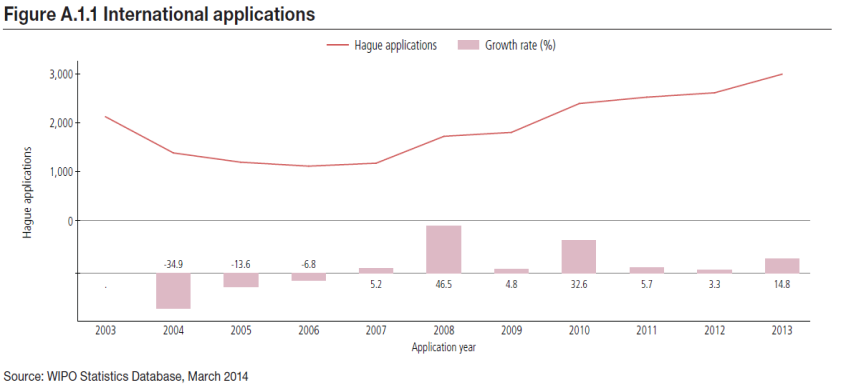 Figure A.1.1 International applications
Hague applications Growth rate (%)
3,000
2,000
1,000
0
Hague applications
. -34.9 -13.6 -6.8 5.2 46.5 4.8 32.6 5.7 3.3 14.8
2003 2004 2005 2006 2007 2008 2009 2010 2011 2012 2013
Application year
Source: WIPO Statistics Database, March 2014